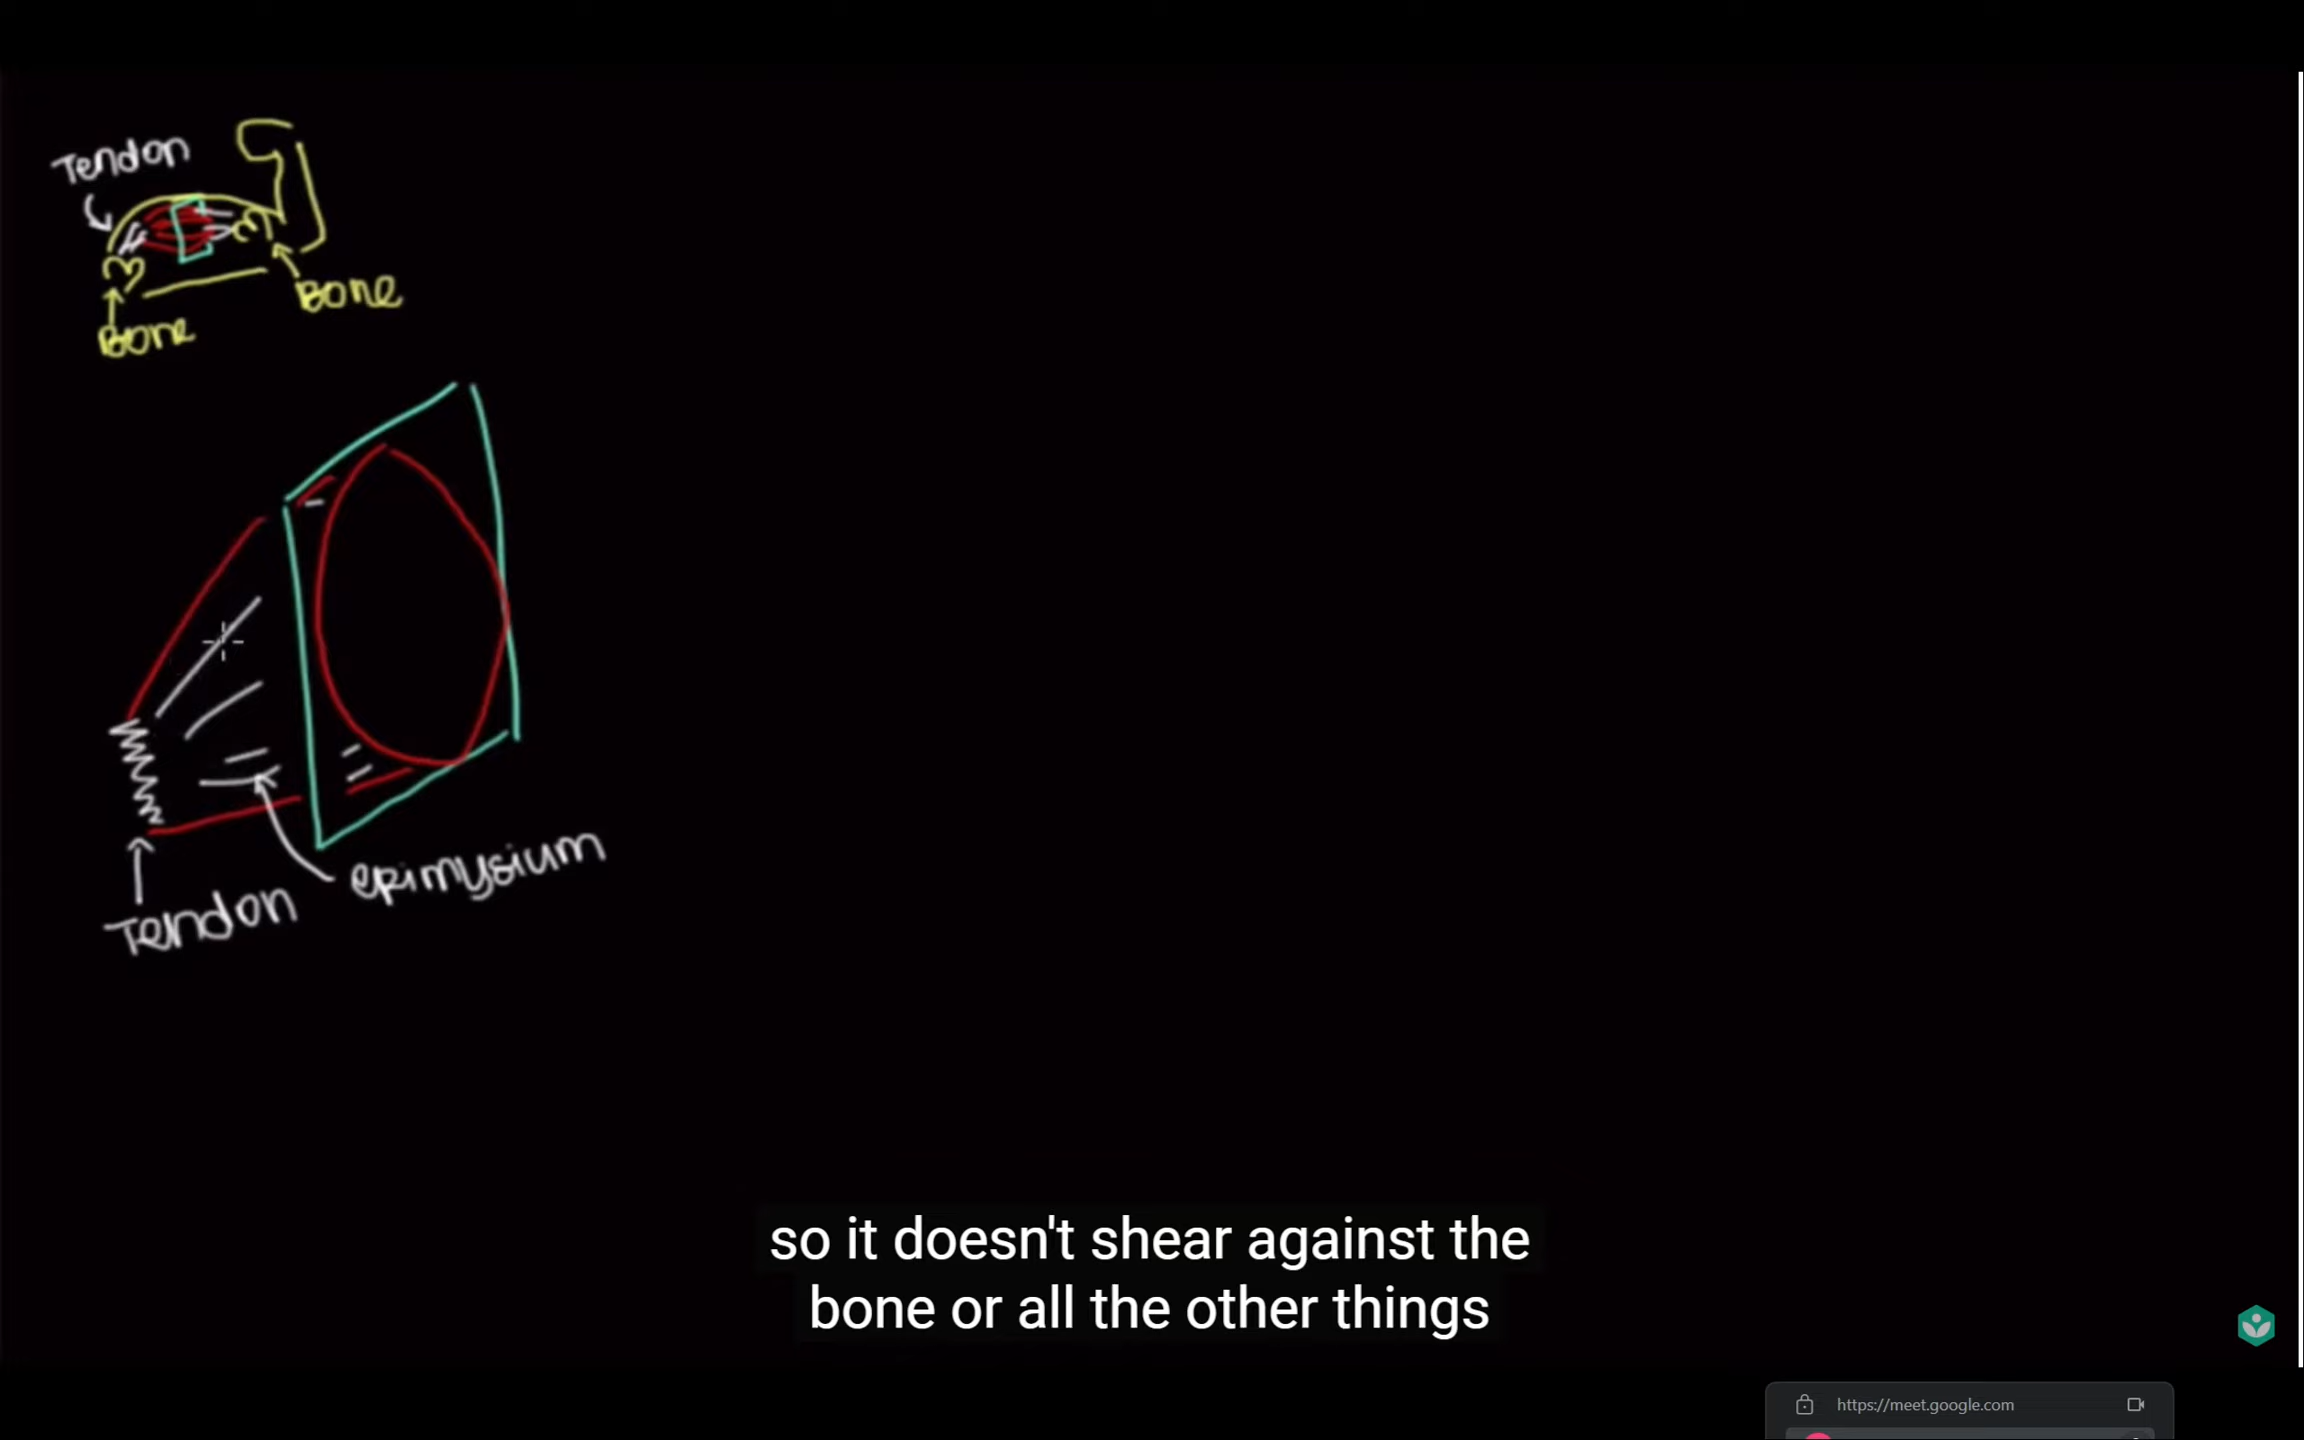 Tendon
Bone
Bone
epimysium
Tendon
so it doesn't shear against the
bone or all the other things
https://meet.google.com